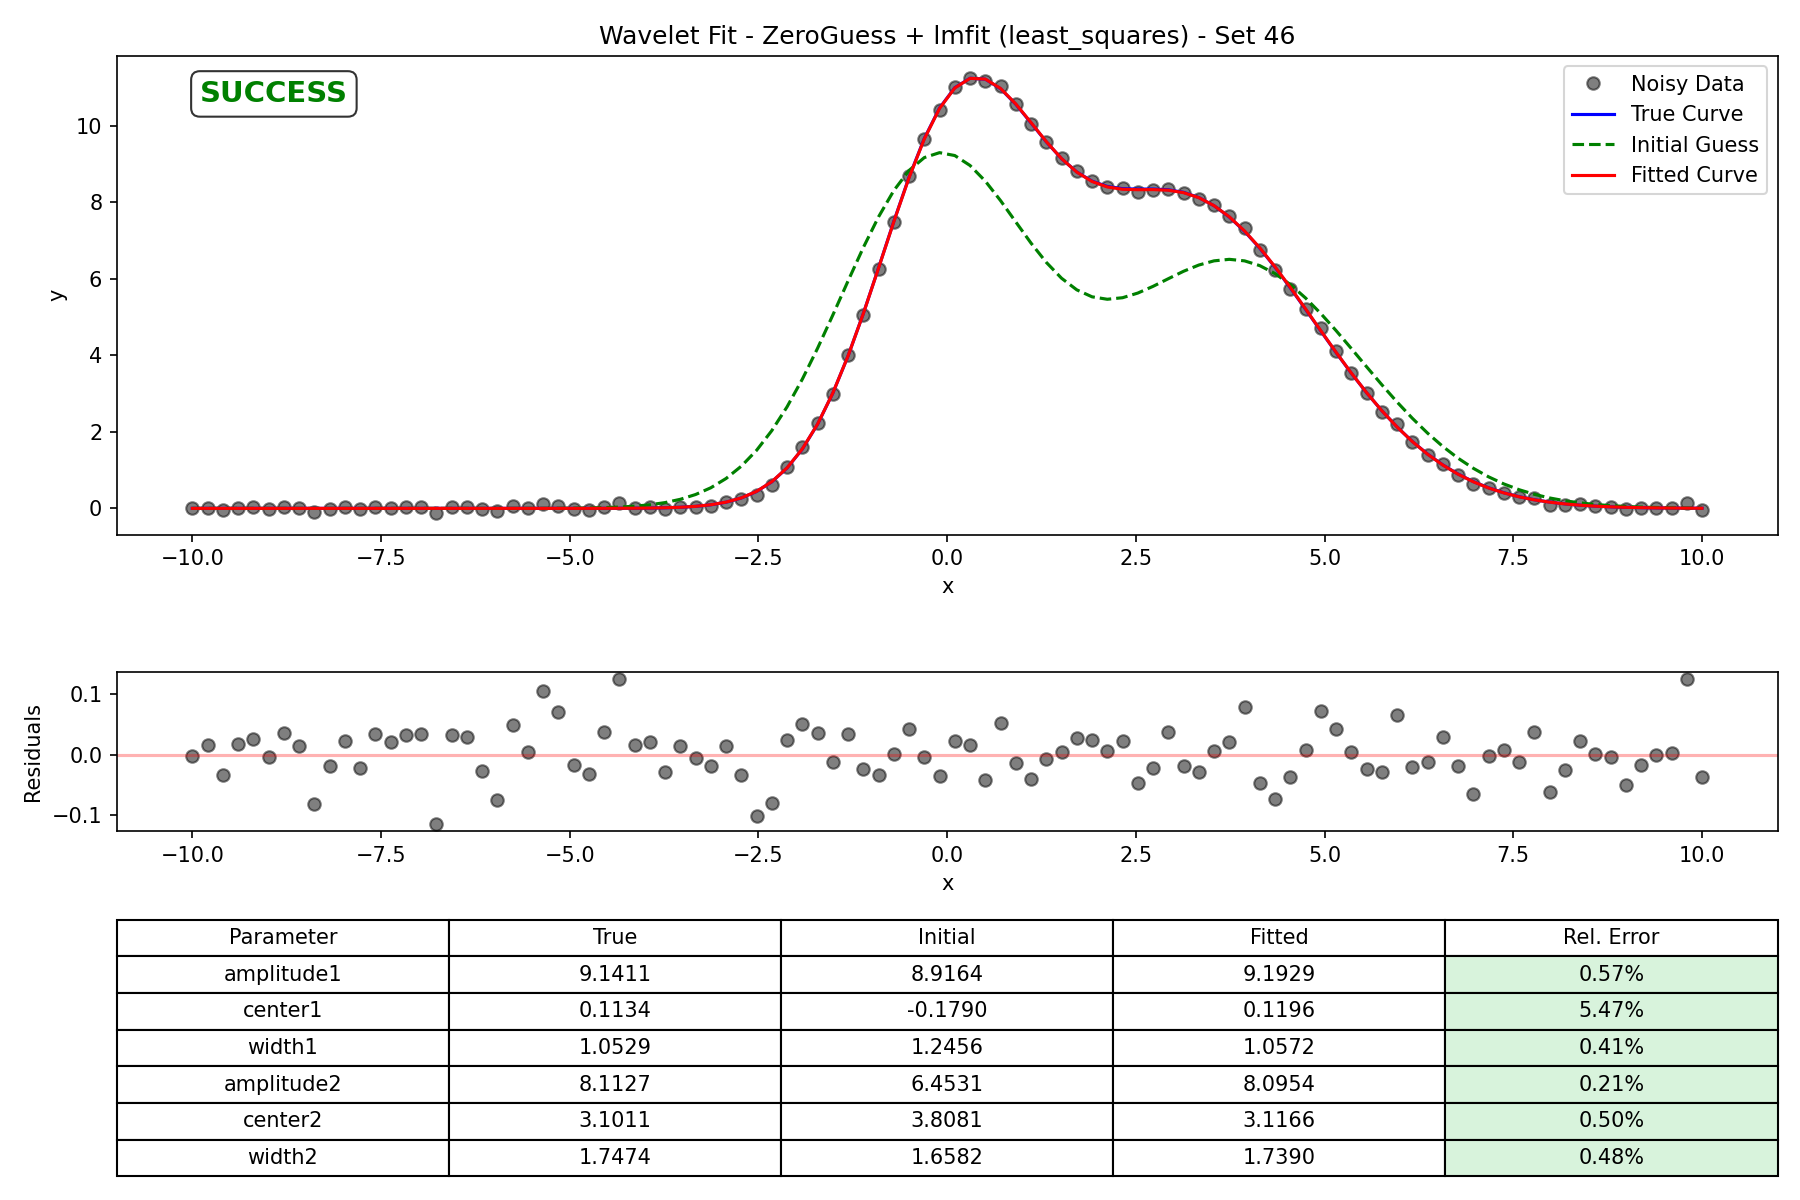 Wavelet Fit - ZeroGuess + lmfit (least_squares) - Set 46
SUCCESS
Noisy Data
True Curve
Initial Guess
Fitted Curve
y
10
8
6
4
2
0
−10.0 −7.5 −5.0 −2.5 0.0 2.5 5.0 7.5 10.0
x
Residuals
0.1
0.0
−0.1
−10.0 −7.5 −5.0 −2.5 0.0 2.5 5.0 7.5 10.0
x
Parameter True Initial Fitted Rel. Error
amplitude1 9.1411 8.9164 9.1929 0.57%
center1 0.1134 -0.1790 0.1196 5.47%
width1 1.0529 1.2456 1.0572 0.41%
amplitude2 8.1127 6.4531 8.0954 0.21%
center2 3.1011 3.8081 3.1166 0.50%
width2 1.7474 1.6582 1.7390 0.48%